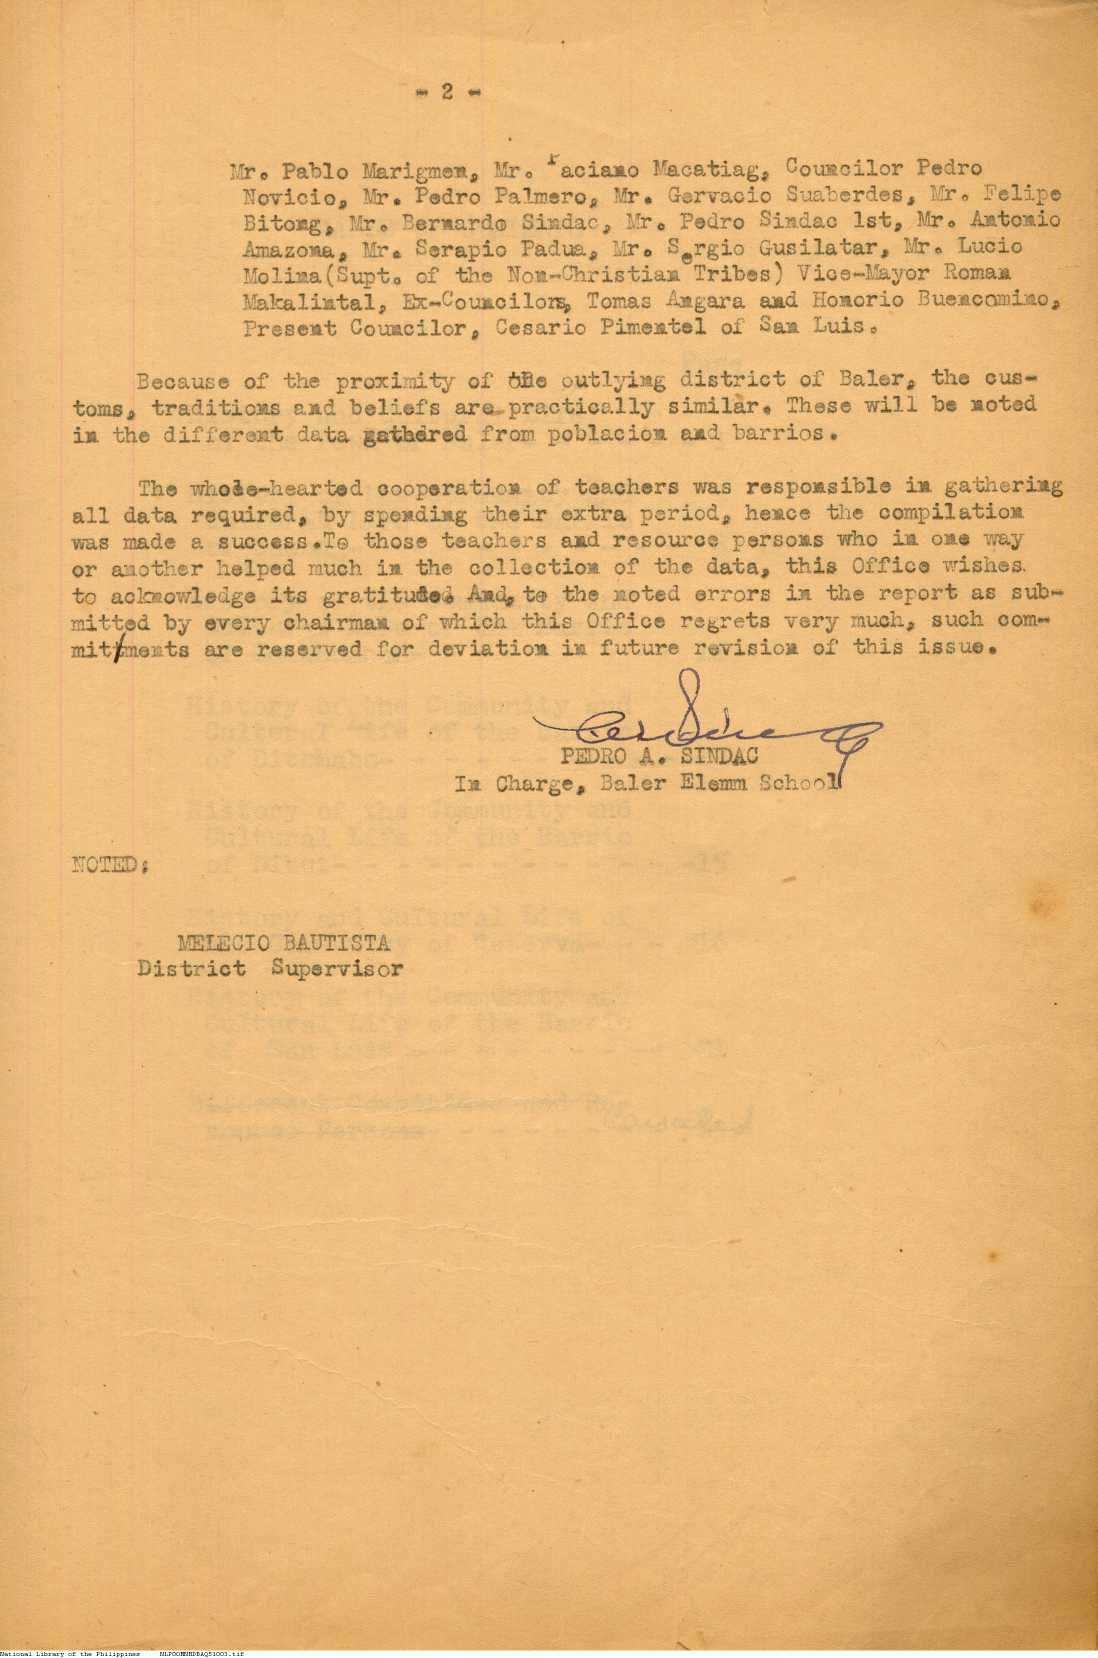 - 2 -
Mr. Pablo Marigmen, Mr. Faciano Macatiag, Councilor Pedro
Novicio, Mr. Pedro Palmero, Mr. Gervacio Suaberdes, Mr. Felipe
Bitong, Mr. Bernardo Sindac, Mr. Pedro Sindac 1st, Mr. Antonio
Amazona, Mr. Serapio Padua, Mr. Sergio Gusilatar, Mr. Lucio
Molina(Supt. of the Non-Christian Tribes) Vice-Mayor Roman
Makalintal, Ex-Councilors, Tomas Angara and Honorio Buencamino,
Present Councilor, Cesario Pimentel of San Luis.
Because of the proximity of the outlying district of Baler, the cus-
toms, traditions and beliefs are practically similar. These will be noted
in the different data gathered from poblacion and barrios.
The whole-hearted cooperation of teachers was responsible in gathering
all data required, by spending their extra period, hence the compilation
was made a success.To those teachers and resource persons who in one way
or another helped much in the collection of the data, this Office wishes
to acknowledge its gratitude. And, to the noted errors in the report as sub-
mitted by every chairman of which this Office regrets very much, such com-
mitments are reserved for deviation in future revision of this issue.
PEDRO A. SINDAC
In Charge, Baler Elemm School
NOTED:
MELECIO BAUTISTA
District Supervisor
National Library of the Philippines